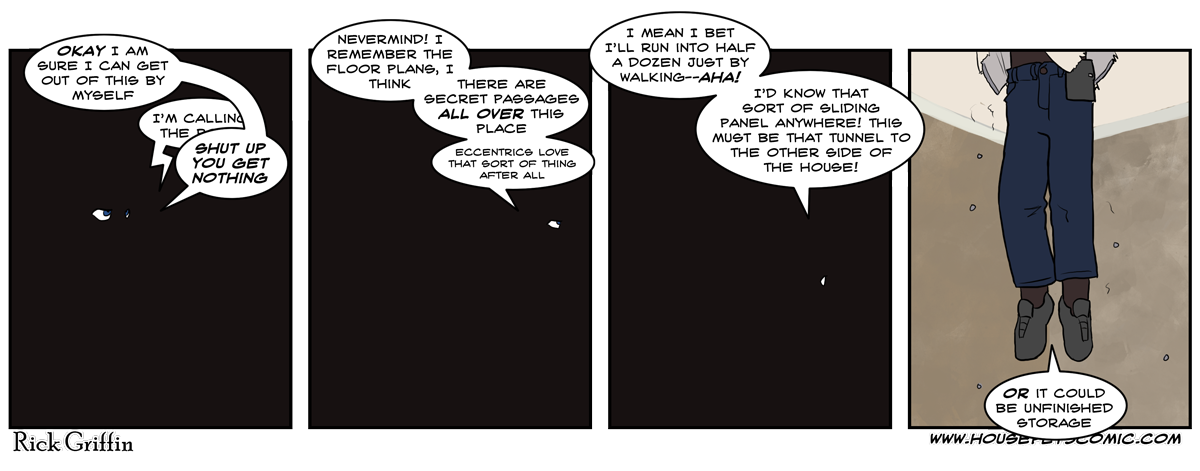 OKAY I AM
SURE I CAN GET
OUT OF THIS BY
MYSELF
I'M CALLING
THE
SHUT UP
YOU GET
NOTHING
NEVERMIND! I
REMEMBER THE
FLOOR PLANS, I
THINK
THERE ARE
SECRET PASSAGES
ALL OVER THIS
PLACE
ECCENTRICS LOVE
THAT SORT OF THING
AFTER ALL
I MEAN I BET
I'LL RUN INTO HALF
A DOZEN JUST BY
WALKING--AHA!
I'D KNOW THAT
SORT OF SLIDING
PANEL ANYWHERE! THIS
MUST BE THAT TUNNEL TO
THE OTHER SIDE OF
THE HOUSE!
OR IT COULD
BE UNFINISHED
STORAGE
Rick Griffin
WWW.HOUSEPETSCOMIC.COM